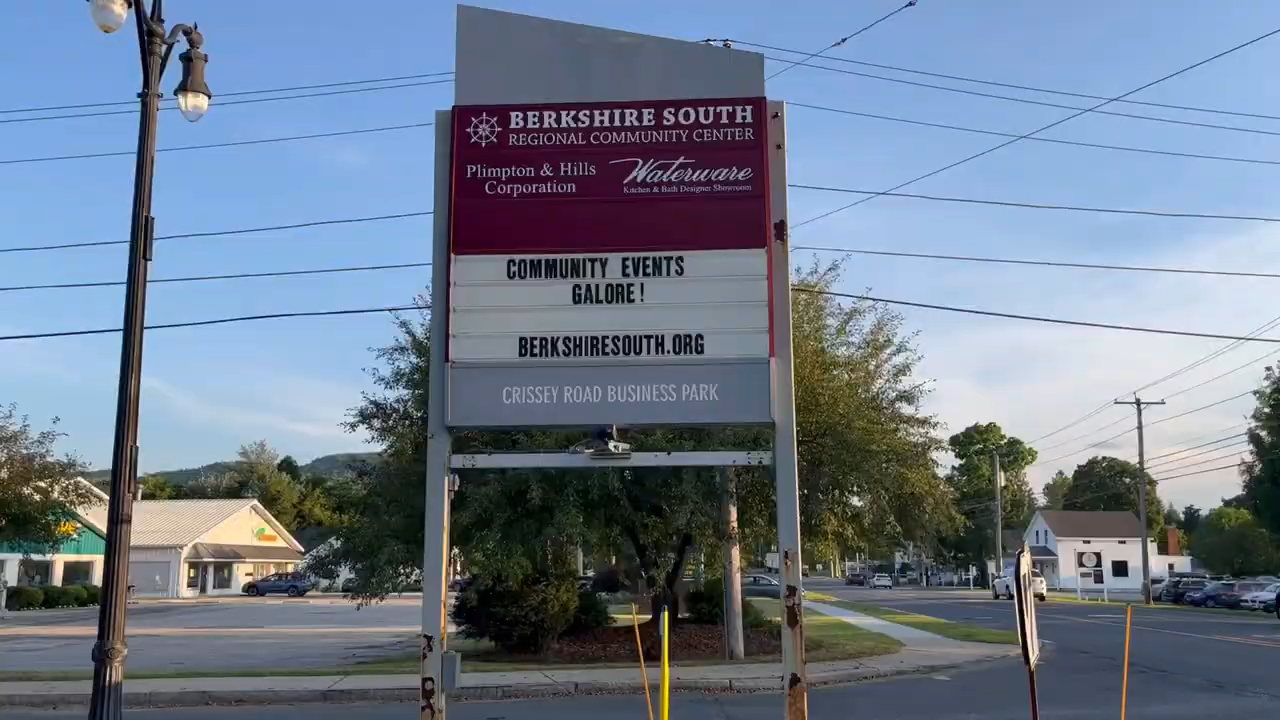 BERKSHIRE SOUTH
REGIONAL COMMUNITY CENTER
Plimpton & Hills
Corporation
Waterware
Kitchen & Bath Designer Showroom
COMMUNITY EVENTS
GALORE!
BERKSHIRESOUTH.ORG
CRISSEY ROAD BUSINESS PARK